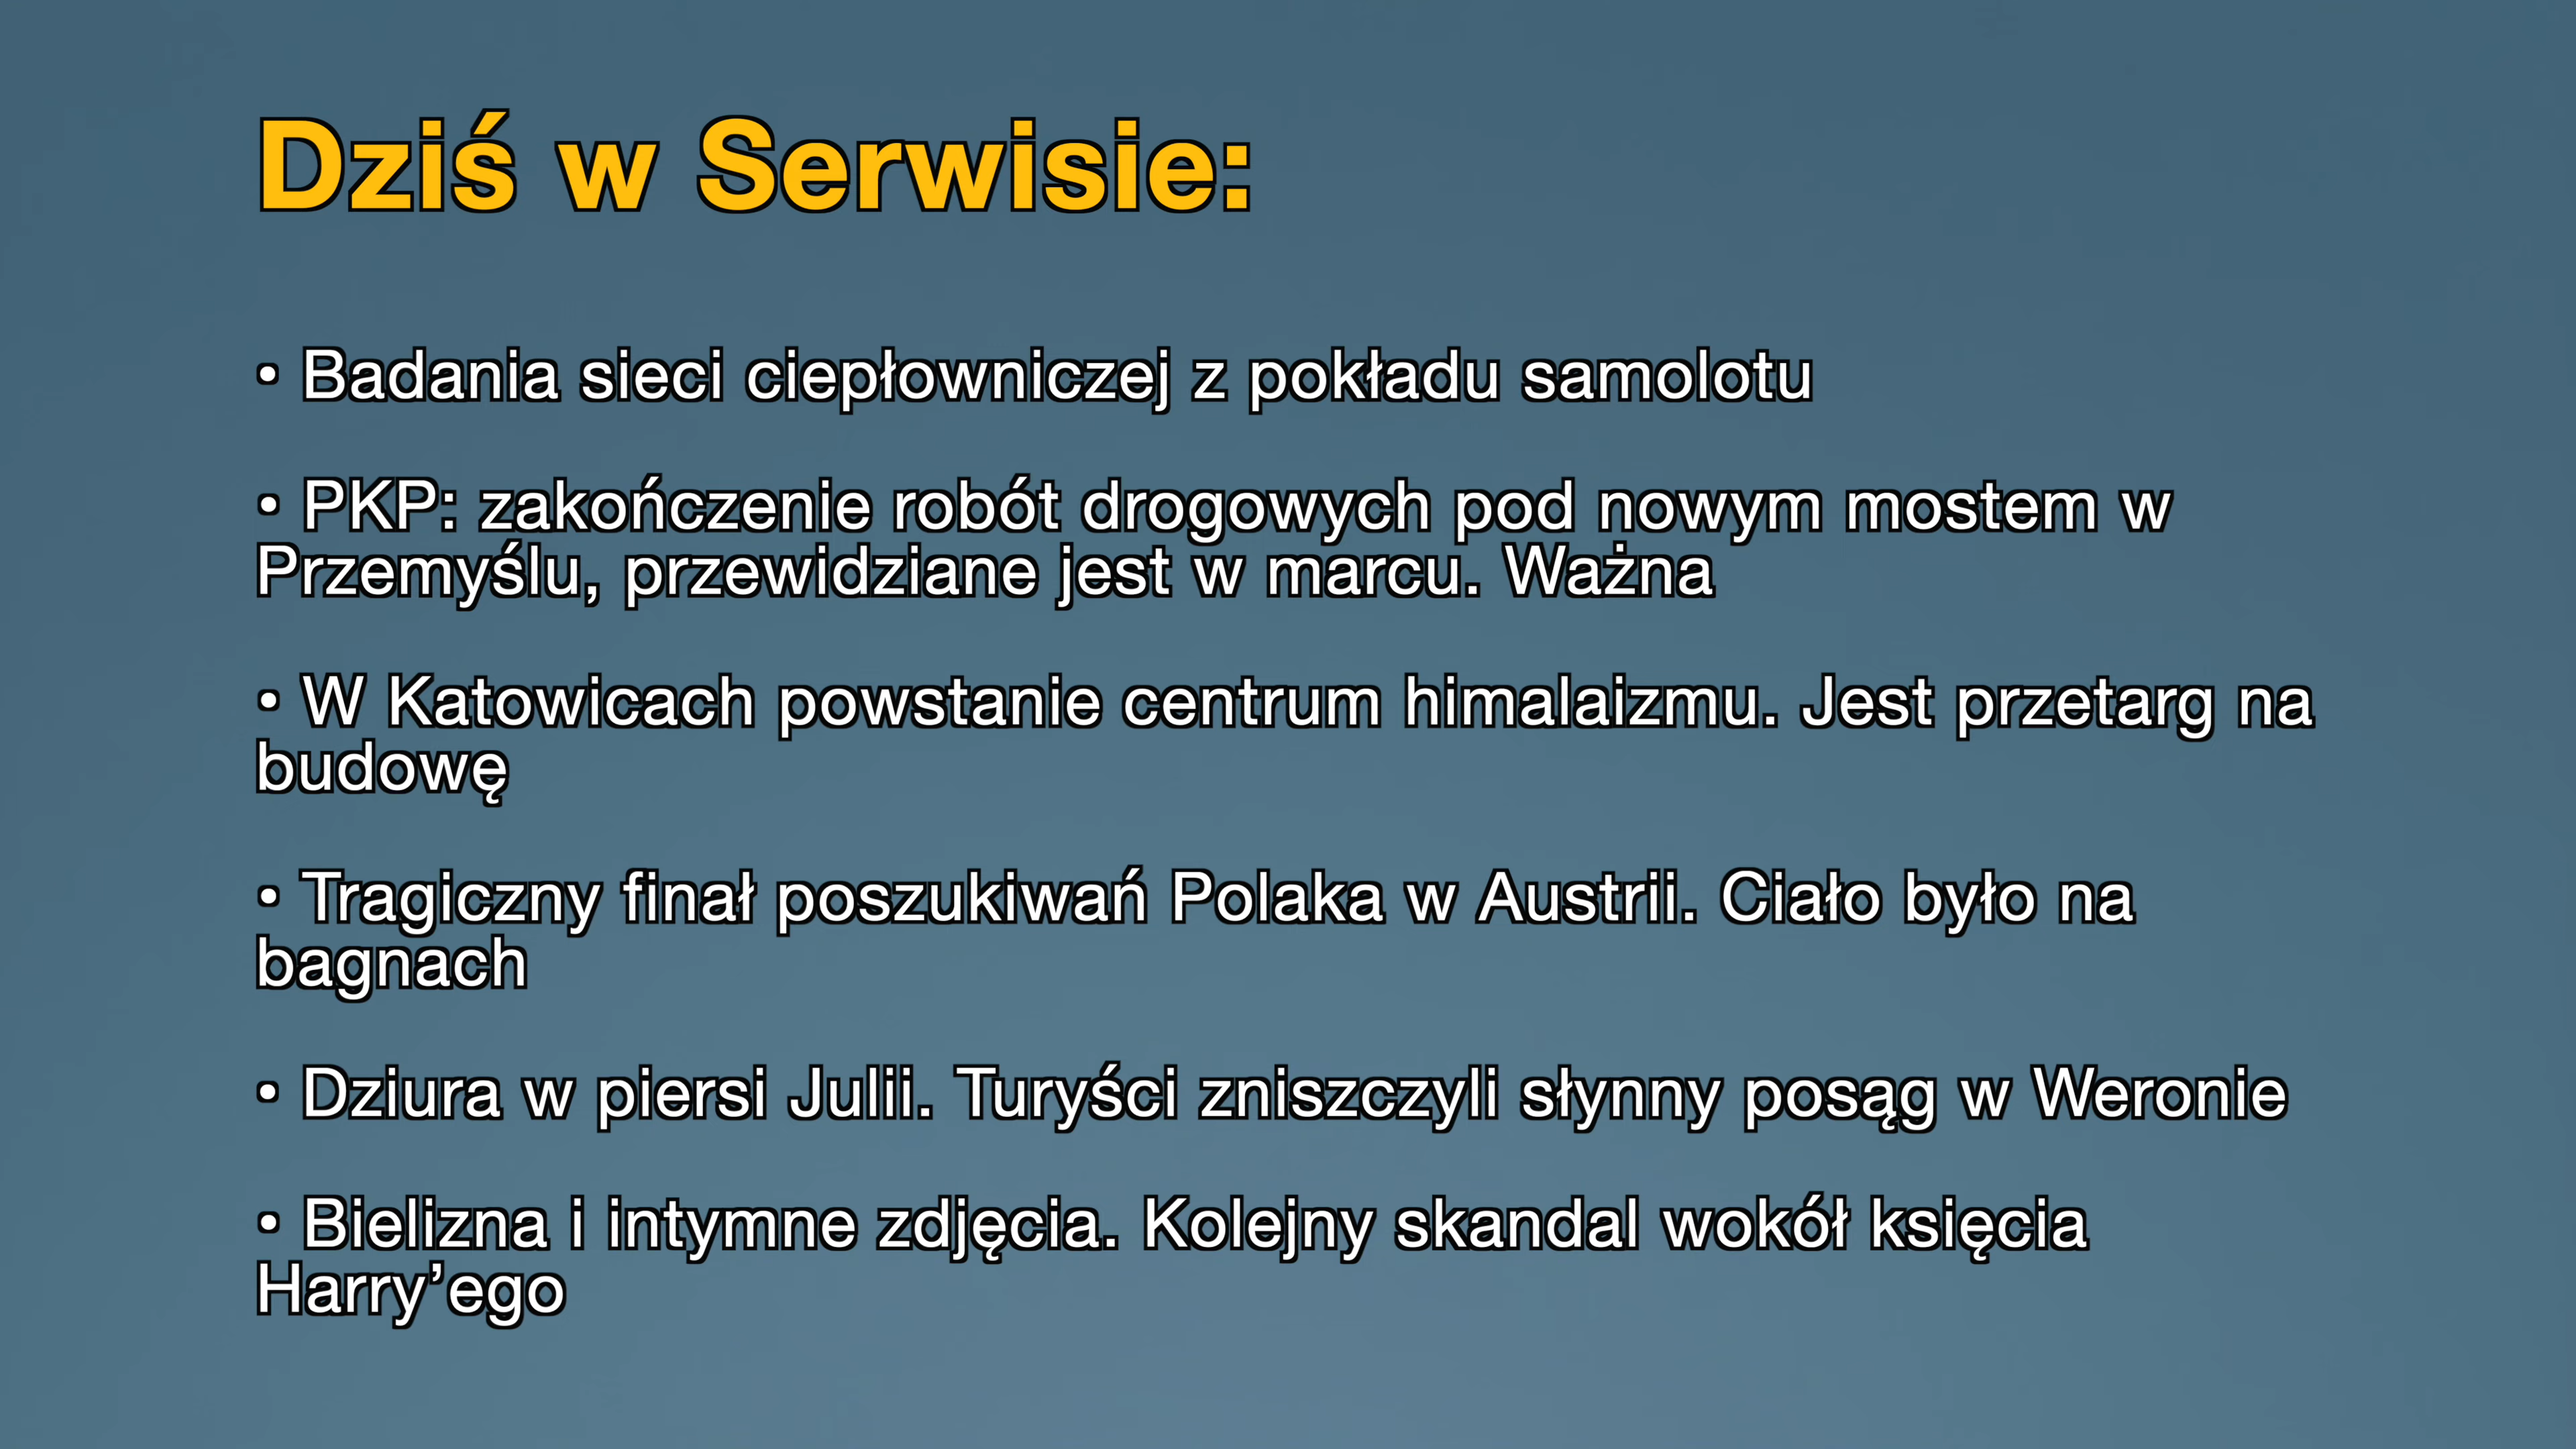 Dziś w Serwisie:
• Badania sieci ciepłowniczej z pokładu samolotu
• PKP: zakończenie robót drogowych pod nowym mostem w
Przemyślu, przewidziane jest w marcu. Ważna
• W Katowicach powstanie centrum himalaizmu. Jest przetarg na
budowę
• Tragiczny finał poszukiwań Polaka w Austrii. Ciało było na
bagnach
• Dziura w piersi Julii. Turyści zniszczyli słynny posąg w Weronie
• Bielizna i intymne zdjęcia. Kolejny skandal wokół księcia
Harry’ego